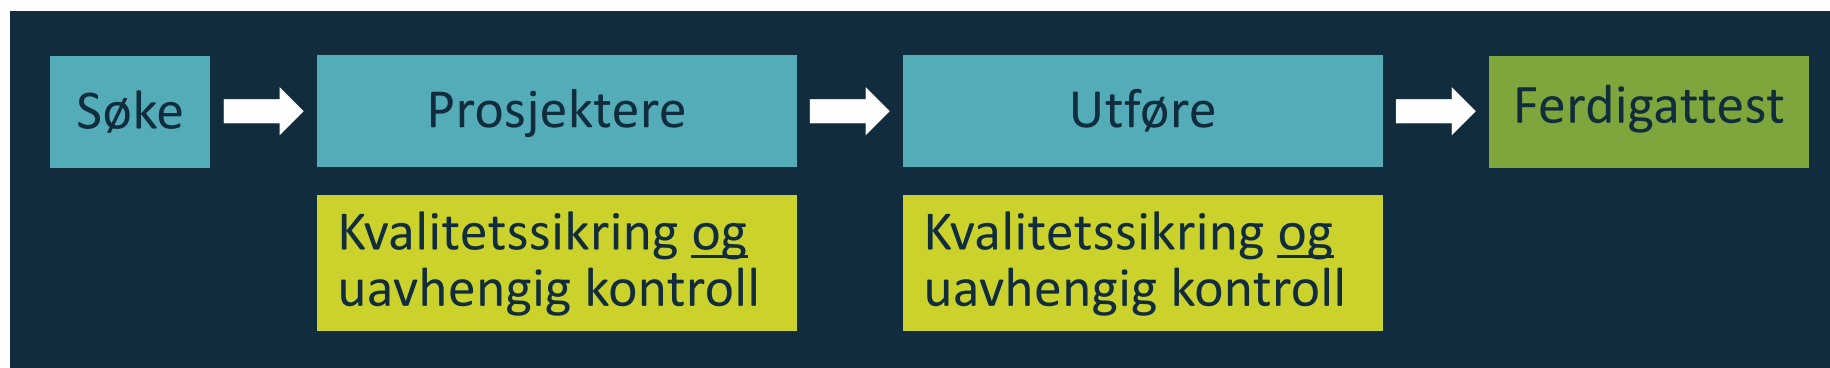 Søke
Prosjektere
Utføre
Ferdigattest
Kvalitetssikring og
uavhengig kontroll
Kvalitetssikring og
uavhengig kontroll